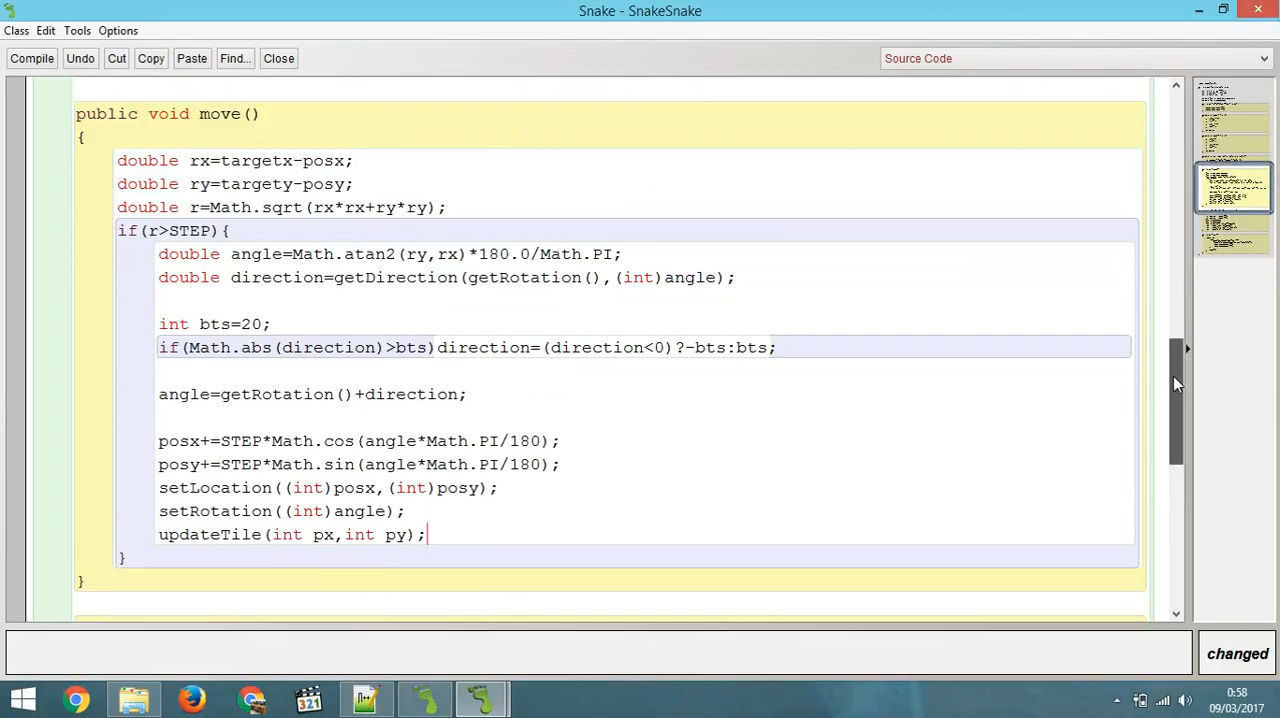 Snake - SnakeSnake
Class Edit Tools Options
Compile Undo Cut Copy Paste Find... Close Source Code
public void move()
{
double rx=targetx-posx;
double ry=targety-posy;
double r=Math.sqrt(rx*rx+ry*ry);
if(r>STEP){
double angle=Math.atan2(ry,rx)*180.0/Math.PI;
double direction=getDirection(getRotation(),(int)angle);
int bts=20;
if(Math.abs(direction)>bts)direction=(direction<0)?-bts:bts;
angle=getRotation()+direction;
posx+=STEP*Math.cos(angle*Math.PI/180);
posy+=STEP*Math.sin(angle*Math.PI/180);
setLocation((int)posx,(int)posy);
setRotation((int)angle);
updateTile(int px,int py);
}
}
changed
321
0:58
09/03/2017